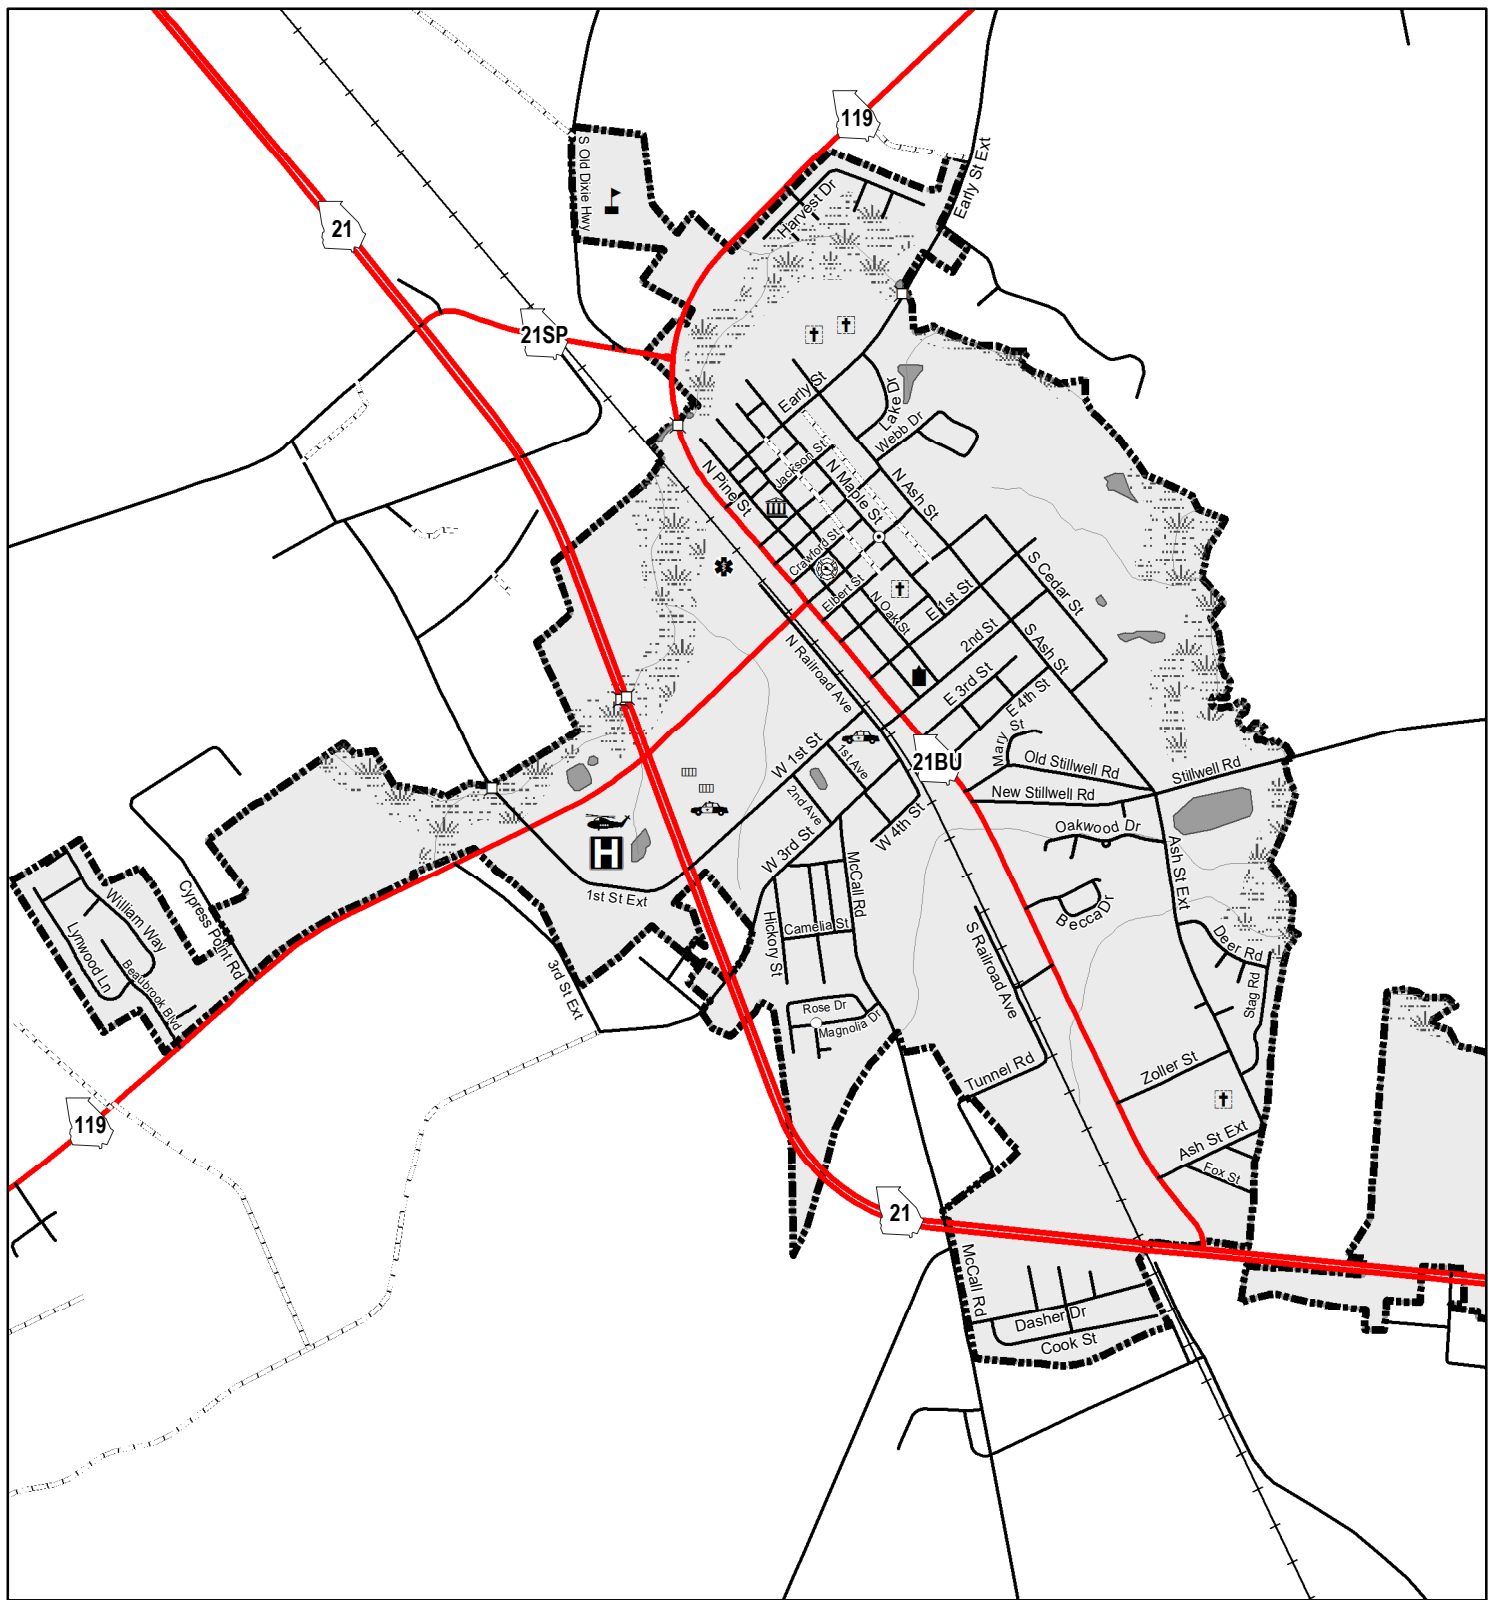 119
S Old Dixie Hwy
Early St Ext
Harvest Dr
21
21SP
Early St
Lake Dr
Webb Dr
Jackson St
N Pine St
N Maple St
N Ash St
Crawford St
Elbert St
N Oak St
E 1st St
S Cedar St
2nd St
S Ash St
N Railroad Ave
E 3rd St
E 4th St
Mary St
W 1st St
1st Ave
21BU
Old Stillwell Rd
Stillwell Rd
New Stillwell Rd
2nd Ave
W 3rd St
W 4th St
Oakwood Dr
H
1st St Ext
McCall Rd
Ash St Ext
Becca Dr
William Way
Cypress Point Rd
Lynwood Ln
Beaubrook Blvd
Hickory St
Camelia St
S Railroad Ave
Deer Rd
Stag Rd
3rd St Ext
Rose Dr
Magnolia Dr
Tunnel Rd
Zoller St
119
Ash St Ext
Fox St
21
McCall Rd
Dasher Dr
Cook St